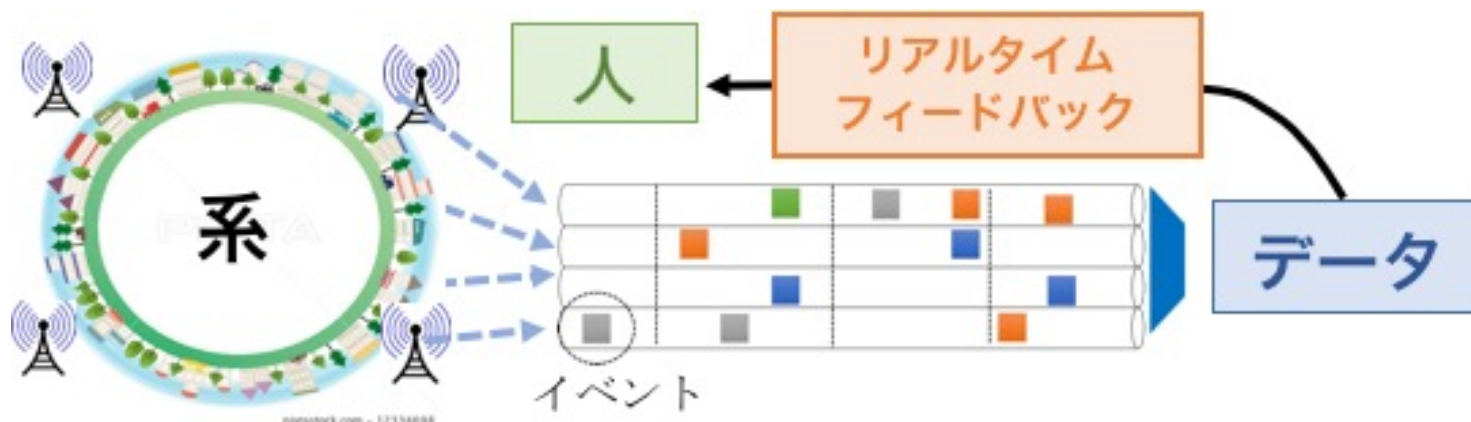 人
リアルタイム
フィードバック
系
データ
イベント